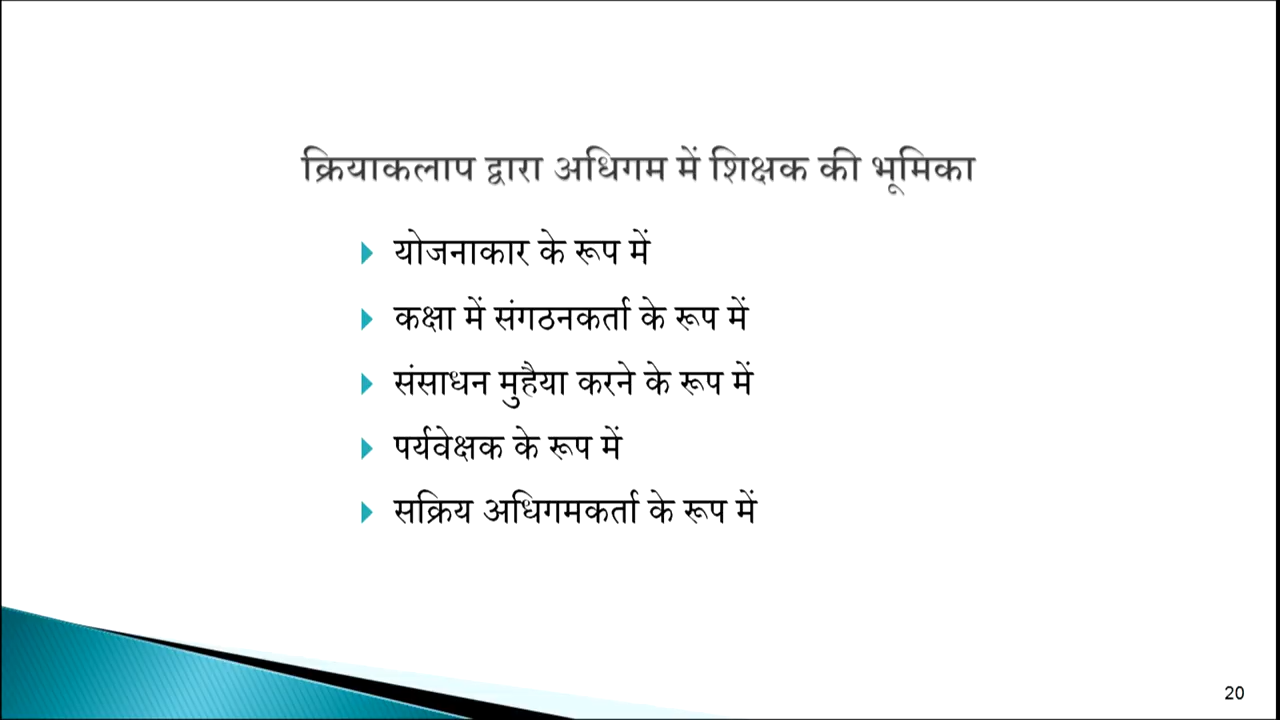 क्रियाकलाप द्वारा अधिगम में शिक्षक की भूमिका
योजनाकार के रूप में
कक्षा में संगठनकर्ता के रूप में
संसाधन मुहैया करने के रूप में
पर्यवेक्षक के रूप में
सक्रिय अधिगमकर्ता के रूप में
20